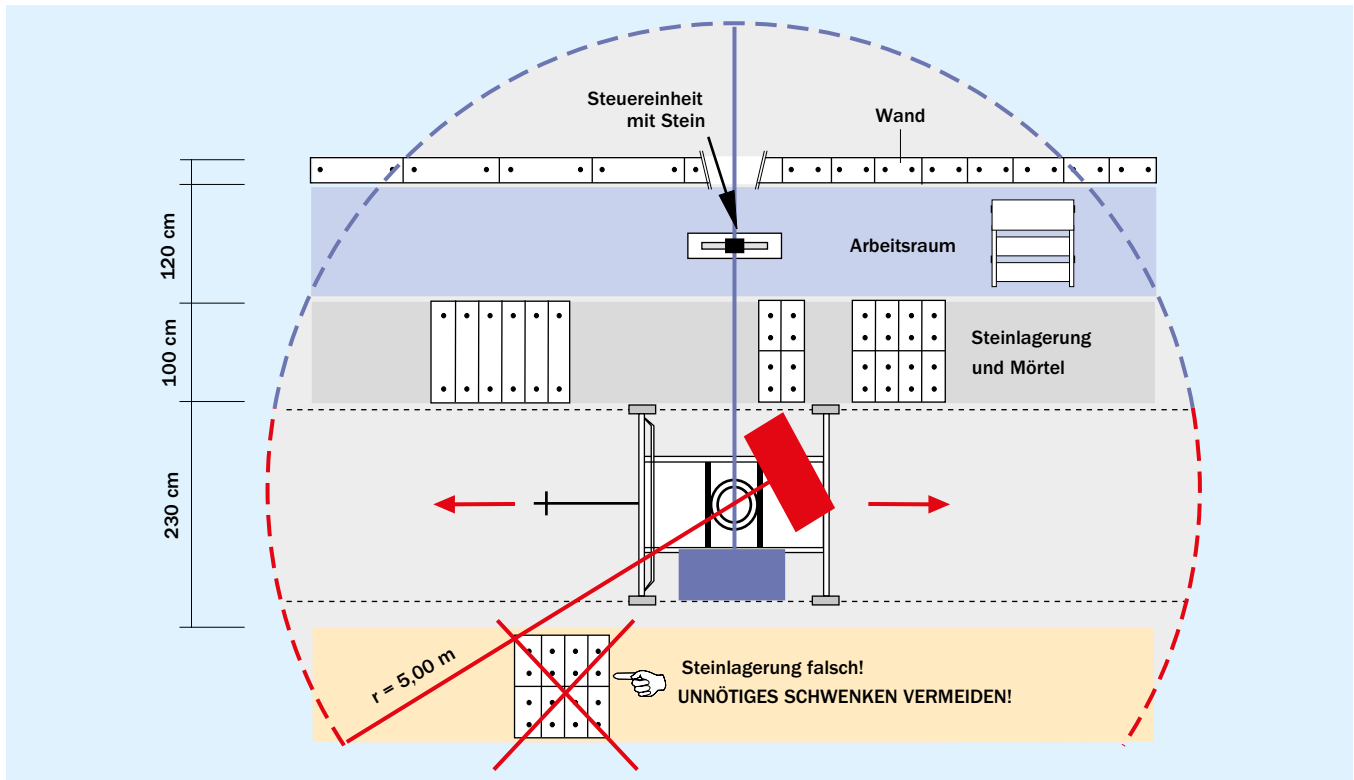 Steuereinheit
mit Stein
Wand
120 cm
Arbeitsraum
100 cm
Steinlagerung
und Mörtel
230 cm
r = 5,00 m
Steinlagerung falsch!
UNNÖTIGES SCHWENKEN VERMEIDEN!